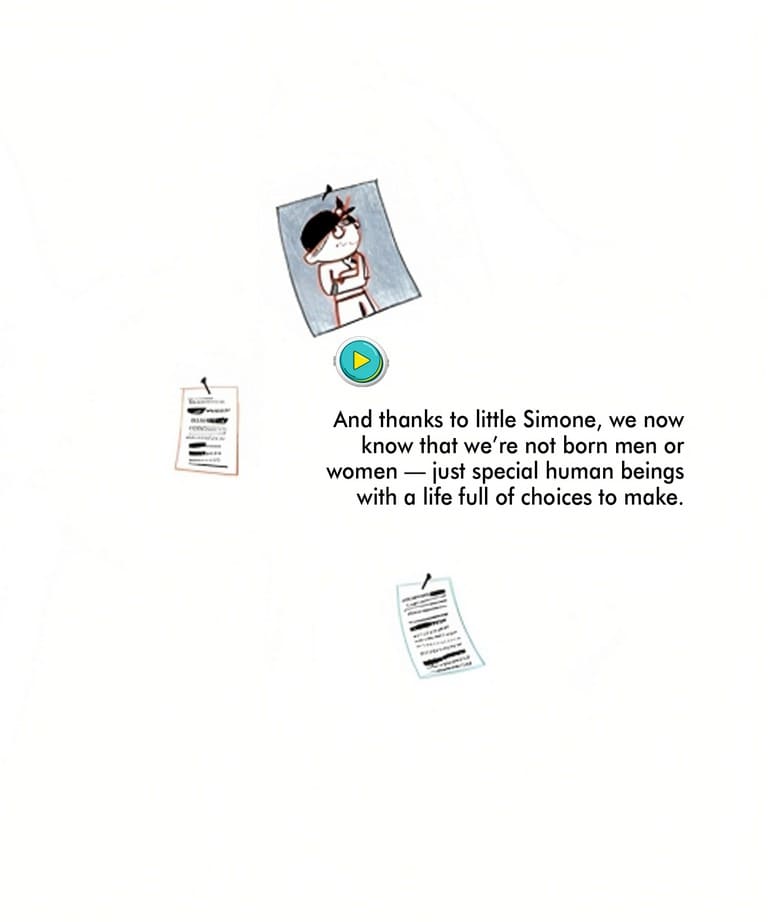 And thanks to little Simone, we now
know that we’re not born men or
women — just special human beings
with a life full of choices to make.